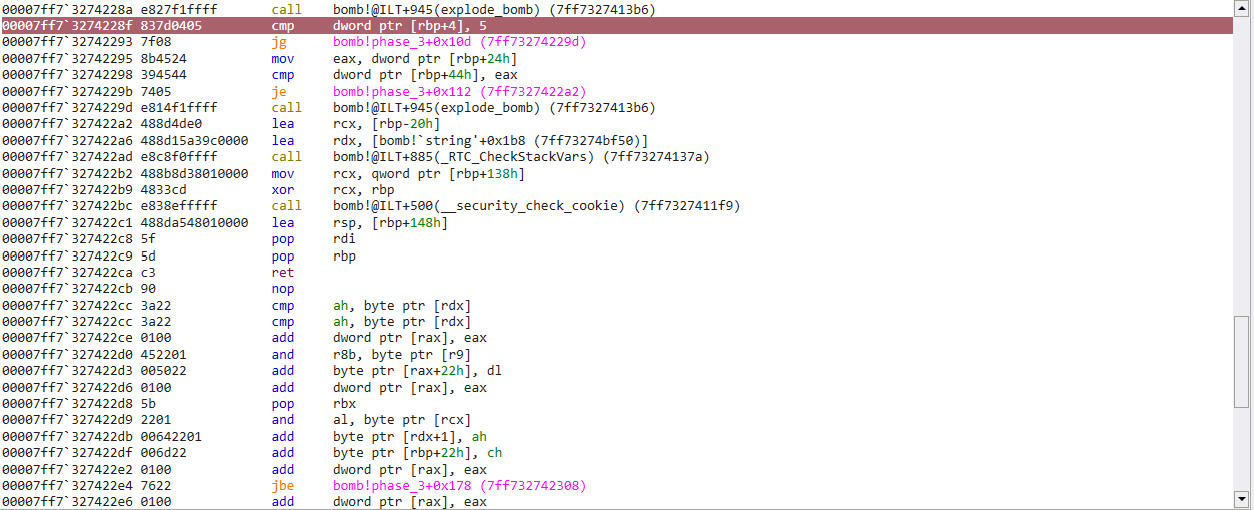 00007ff7`3274228a e827f1ffff call bomb!@ILT+945(explode_bomb) (7ff7327413b6)
00007ff7`3274228f 837d0405 cmp dword ptr [rbp+4], 5
00007ff7`32742293 7f08 jg bomb!phase_3+0x10d (7ff73274229d)
00007ff7`32742295 8b4524 mov eax, dword ptr [rbp+24h]
00007ff7`32742298 394544 cmp dword ptr [rbp+44h], eax
00007ff7`3274229b 7405 je bomb!phase_3+0x112 (7ff7327422a2)
00007ff7`3274229d e814f1ffff call bomb!@ILT+945(explode_bomb) (7ff7327413b6)
00007ff7`327422a2 488d4de0 lea rcx, [rbp-20h]
00007ff7`327422a6 488d15a39c0000 lea rdx, [bomb!`string'+0x1b8 (7ff73274bf50)]
00007ff7`327422ad e8c8f0ffff call bomb!@ILT+885(_RTC_CheckStackVars) (7ff73274137a)
00007ff7`327422b2 488b8d38010000 mov rcx, qword ptr [rbp+138h]
00007ff7`327422b9 4833cd xor rcx, rbp
00007ff7`327422bc e838efffff call bomb!@ILT+500(__security_check_cookie) (7ff7327411f9)
00007ff7`327422c1 488da548010000 lea rsp, [rbp+148h]
00007ff7`327422c8 5f pop rdi
00007ff7`327422c9 5d pop rbp
00007ff7`327422ca c3 ret
00007ff7`327422cb 90 nop
00007ff7`327422cc 3a22 cmp ah, byte ptr [rdx]
00007ff7`327422cc 3a22 cmp ah, byte ptr [rdx]
00007ff7`327422ce 0100 add dword ptr [rax], eax
00007ff7`327422d0 452201 and r8b, byte ptr [r9]
00007ff7`327422d3 005022 add byte ptr [rax+22h], dl
00007ff7`327422d6 0100 add dword ptr [rax], eax
00007ff7`327422d8 5b pop rbx
00007ff7`327422d9 2201 and al, byte ptr [rcx]
00007ff7`327422db 00642201 add byte ptr [rdx+1], ah
00007ff7`327422df 006d22 add byte ptr [rbp+22h], ch
00007ff7`327422e2 0100 add dword ptr [rax], eax
00007ff7`327422e4 7622 jbe bomb!phase_3+0x178 (7ff732742308)
00007ff7`327422e6 0100 add dword ptr [rax], eax